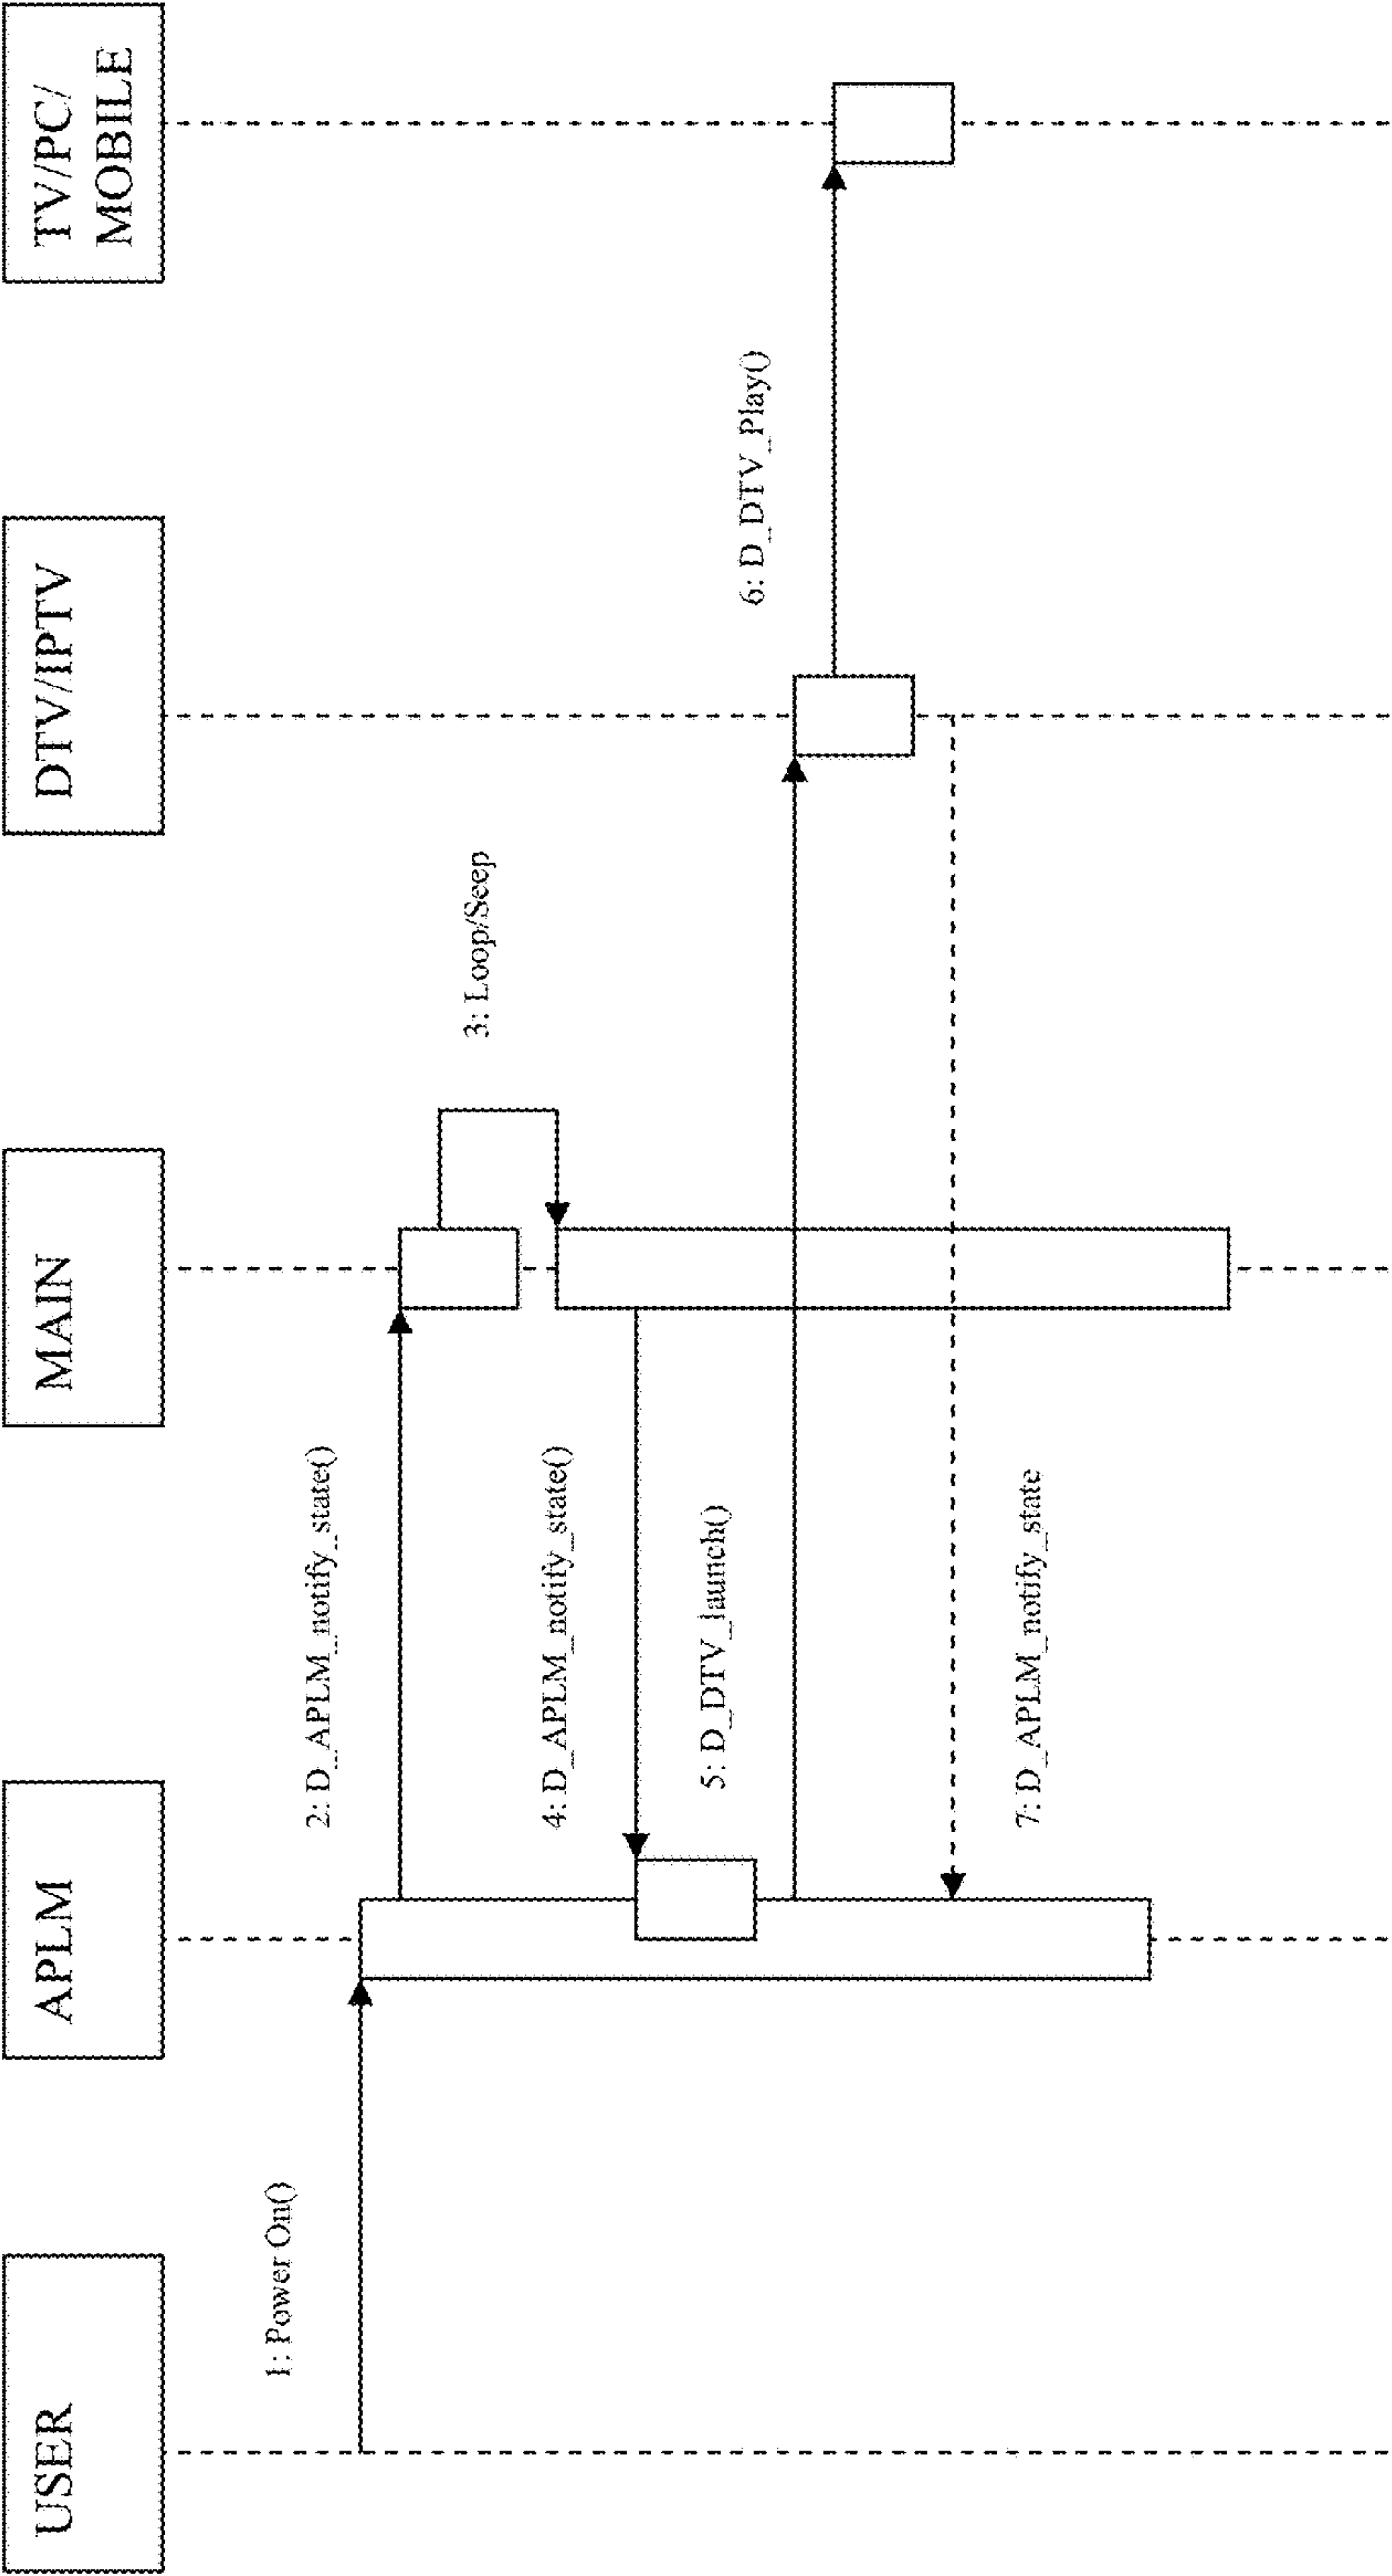 USER
APLM
MAIN
DTV/IPTV
TV/PC/
MOBILE
1: Power On()
2: D_APLM_notify_state()
3: Loop/Seep
4: D_APLM_notify_state()
5: D_DTV_launch()
6: D_DTV_Play()
7: D_APLM_notify_state